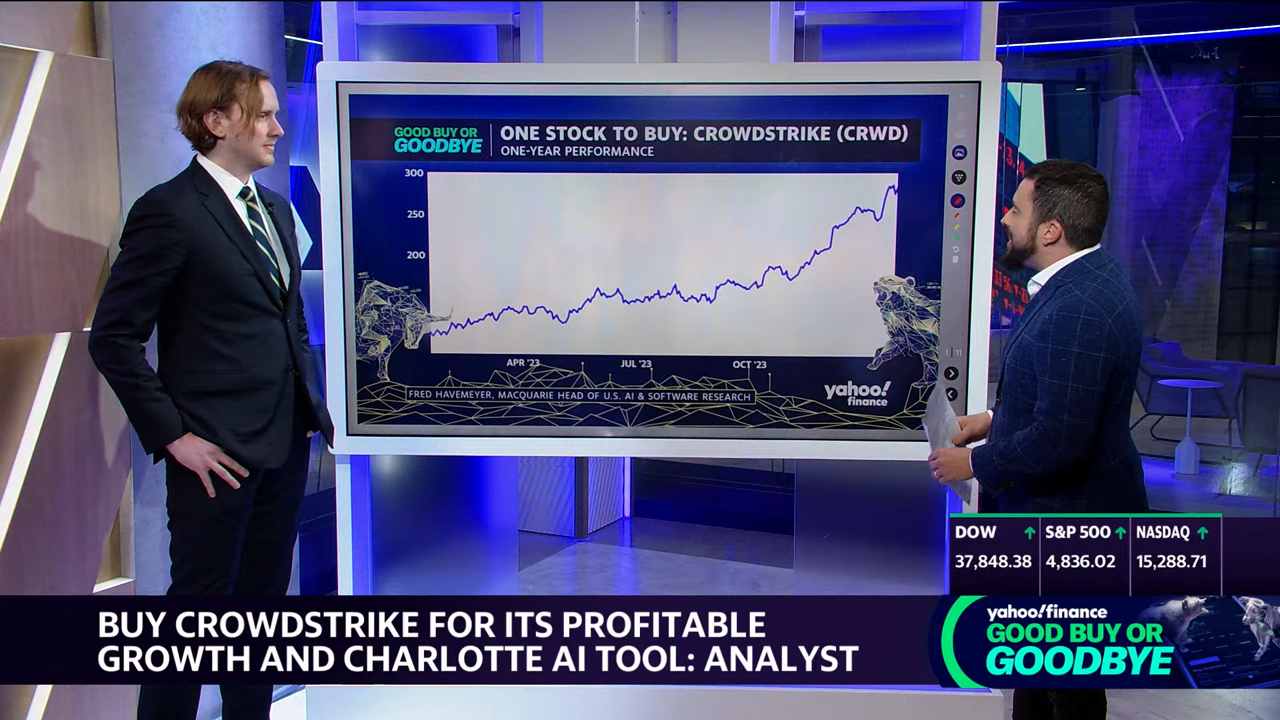 GOOD BUY OR
GOODBYE
ONE STOCK TO BUY: CROWDSTRIKE (CRWD)
ONE-YEAR PERFORMANCE
300
250
200
APR '23
JUL '23
OCT '23
FRED HAVEMEYER, MACQUARIE HEAD OF U.S. AI & SOFTWARE RESEARCH
yahoo!
finance
DOW
37,848.38
S&P 500
4,836.02
NASDAQ
15,288.71
BUY CROWDSTRIKE FOR ITS PROFITABLE
GROWTH AND CHARLOTTE AI TOOL: ANALYST
yahoo!finance
GOOD BUY OR
GOODBYE